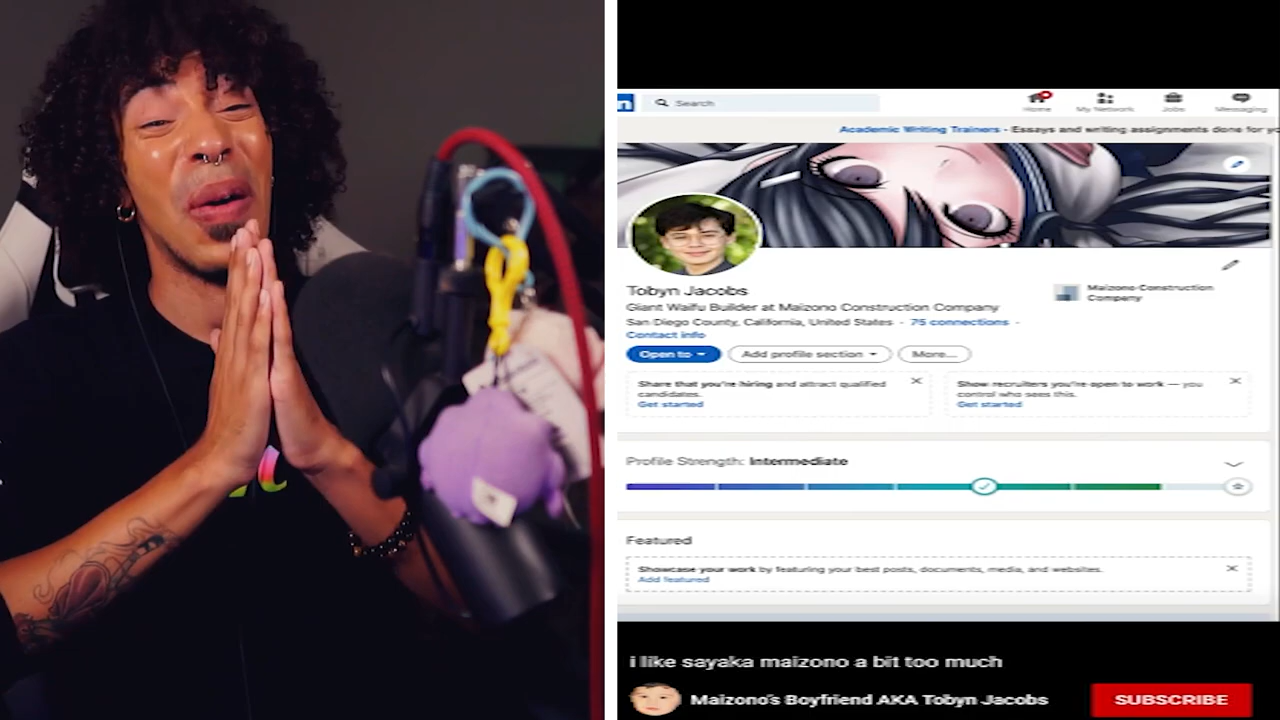 n
Search
Home
My Network
Jobs
Messaging
Academic Writing Trainers - Essays and writing assignments done for yo
Tobyn Jacobs
Giant Waifu Builder at Maizono Construction Company
San Diego County, California, United States · 75 connections ·
Contact info
Maizono Construction
Company
Open to
Add profile section
More...
Share that you're hiring and attract qualified
candidates.
Get started
Show recruiters you're open to work — you
control who sees this.
Get started
Profile Strength: Intermediate
Featured
Showcase your work by featuring your best posts, documents, media, and websites.
Add featured
i like sayaka maizono a bit too much
Maizono's Boyfriend AKA Tobyn Jacobs
SUBSCRIBE